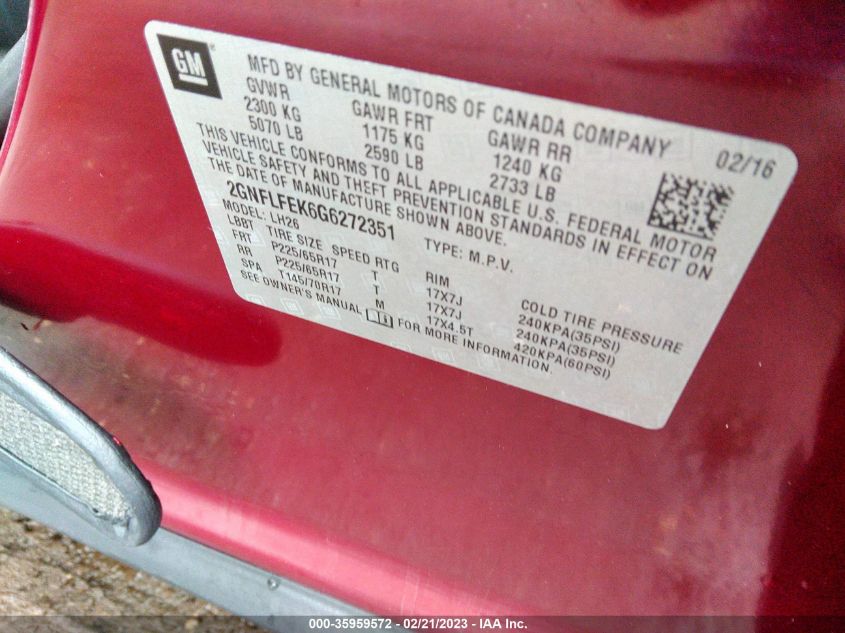 GM
MFD BY GENERAL MOTORS OF CANADA COMPANY 02/16
GVWR GAWR FRT GAWR RR
2300 KG 1175 KG 1240 KG
5070 LB 2590 LB 2733 LB
THIS VEHICLE CONFORMS TO ALL APPLICABLE U.S. FEDERAL MOTOR
VEHICLE SAFETY AND THEFT PREVENTION STANDARDS IN EFFECT ON
THE DATE OF MANUFACTURE SHOWN ABOVE.
2GNFLFEK6G6272351 TYPE: M.P.V.
MODEL: LH26
LBBT TIRE SIZE SPEED RTG RIM COLD TIRE PRESSURE
FRT P225/65R17 T 17X7J 240KPA(35PSI)
RR P225/65R17 T 17X7J 240KPA(35PSI)
SPA T145/70R17 M 17X4.5T 420KPA(60PSI)
SEE OWNER'S MANUAL FOR MORE INFORMATION.
000-35959572 / 02/21/2023 - IAA Inc.